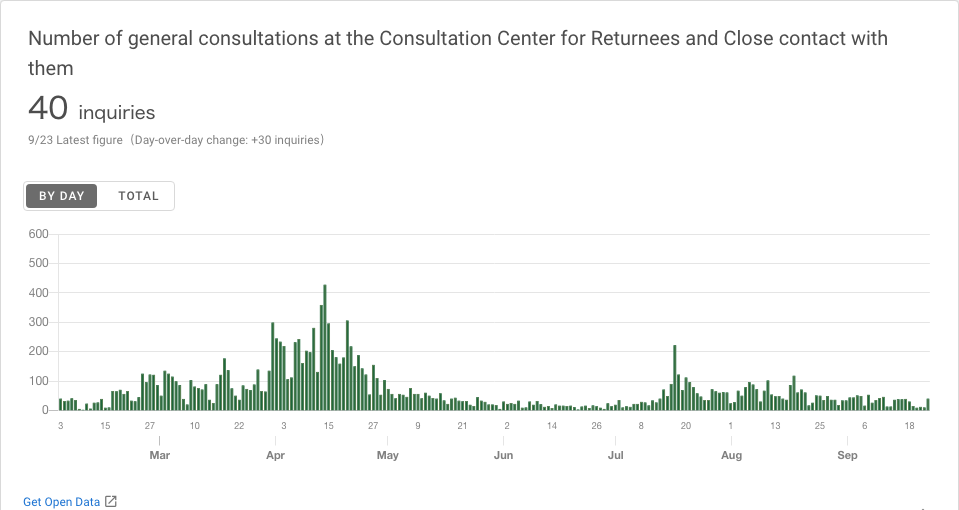 Number of general consultations at the Consultation Center for Returnees and Close contact with
them
40 inquiries
9/23 Latest figure（Day-over-day change: +30 inquiries）
BY DAY TOTAL
600
500
400
300
200
100
0
3 15 27 10 22 3 15 27 9 21 2 14 26 8 20 1 13 25 6 18
Mar Apr May Jun Jul Aug Sep
Get Open Data